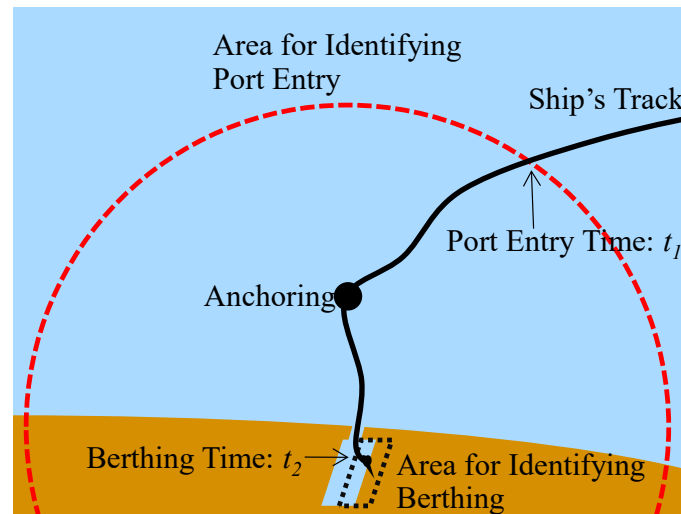 Area for Identifying
Port Entry
Ship's Track
Port Entry Time: t₁
Anchoring
Berthing Time: t₂
Area for Identifying
Berthing